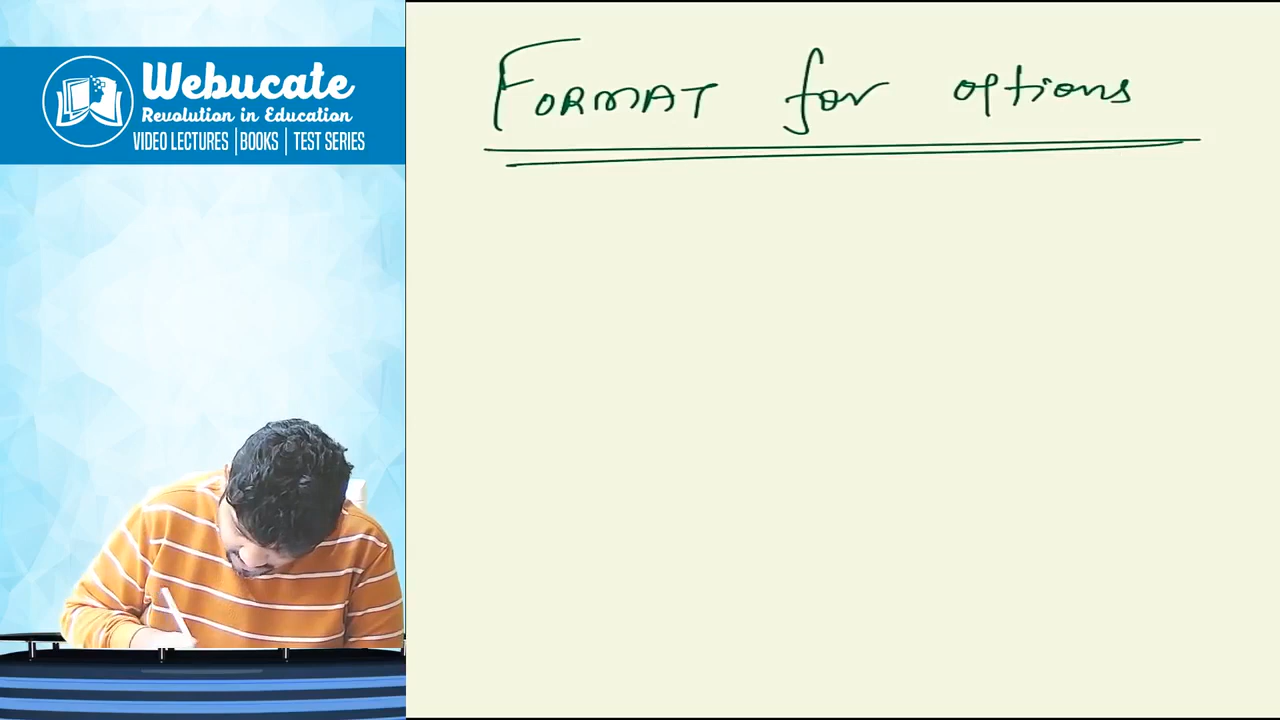 Webucate
Revolution in Education
VIDEO LECTURES | BOOKS | TEST SERIES
FORMAT for options